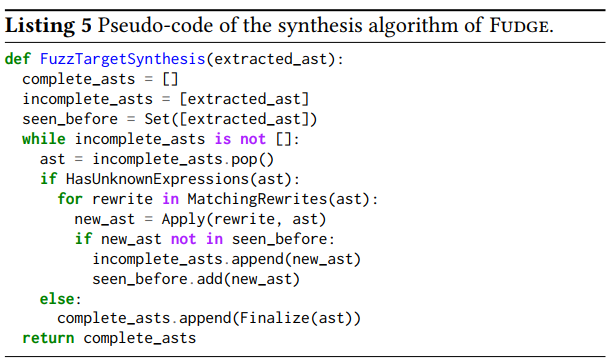 Listing 5 Pseudo-code of the synthesis algorithm of FUDGE.
def FuzzTargetSynthesis(extracted_ast):
  complete_asts = []
  incomplete_asts = [extracted_ast]
  seen_before = Set([extracted_ast])
  while incomplete_asts is not []:
    ast = incomplete_asts.pop()
    if HasUnknownExpressions(ast):
      for rewrite in MatchingRewrites(ast):
        new_ast = Apply(rewrite, ast)
        if new_ast not in seen_before:
          incomplete_asts.append(new_ast)
          seen_before.add(new_ast)
    else:
      complete_asts.append(Finalize(ast))
  return complete_asts